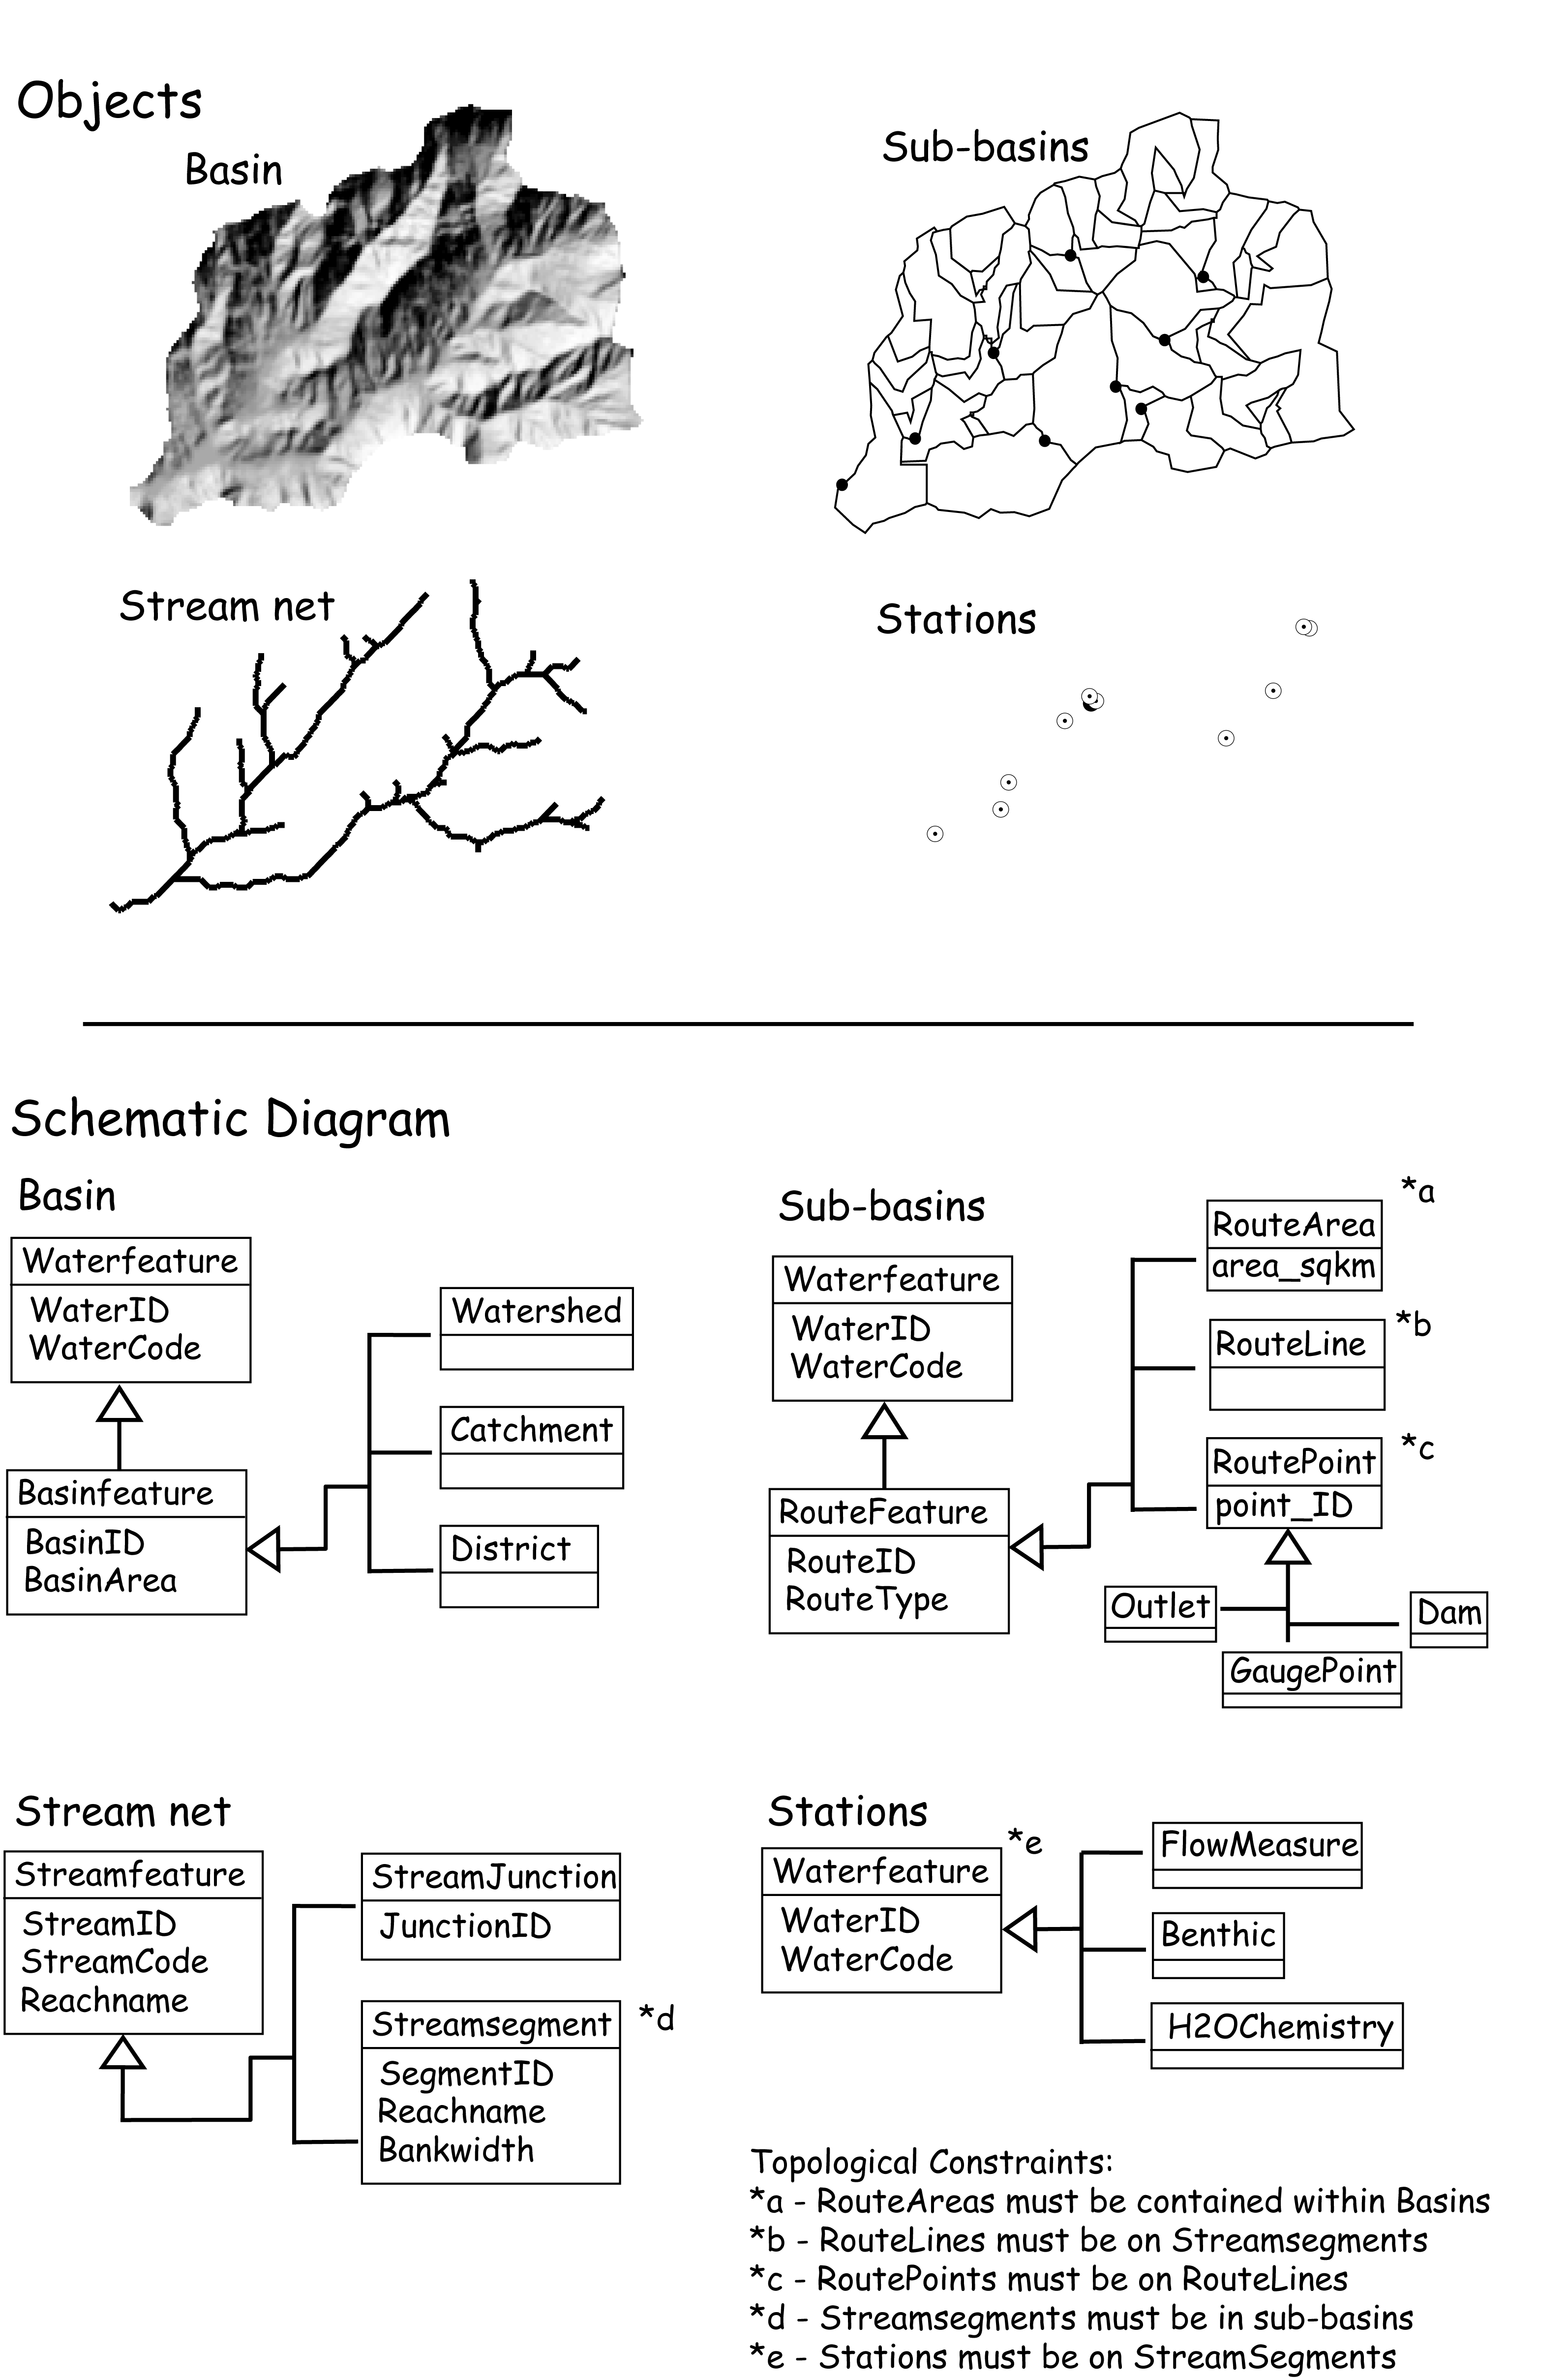 Objects
Basin
Sub-basins
Stream net
Stations
Schematic Diagram
Basin
Waterfeature
WaterID
WaterCode
Basinfeature
BasinID
BasinArea
Watershed
Catchment
District
Sub-basins
Waterfeature
WaterID
WaterCode
RouteFeature
RouteID
RouteType
*a
RouteArea
area_sqkm
*b
RouteLine
*c
RoutePoint
point_ID
Outlet
Dam
GaugePoint
Stream net
Streamfeature
StreamID
StreamCode
Reachname
StreamJunction
JunctionID
Streamsegment
*d
SegmentID
Reachname
Bankwidth
Stations
Waterfeature
*e
WaterID
WaterCode
FlowMeasure
Benthic
H2OChemistry
Topological Constraints:
*a - RouteAreas must be contained within Basins
*b - RouteLines must be on Streamsegments
*c - RoutePoints must be on RouteLines
*d - Streamsegments must be in sub-basins
*e - Stations must be on StreamSegments